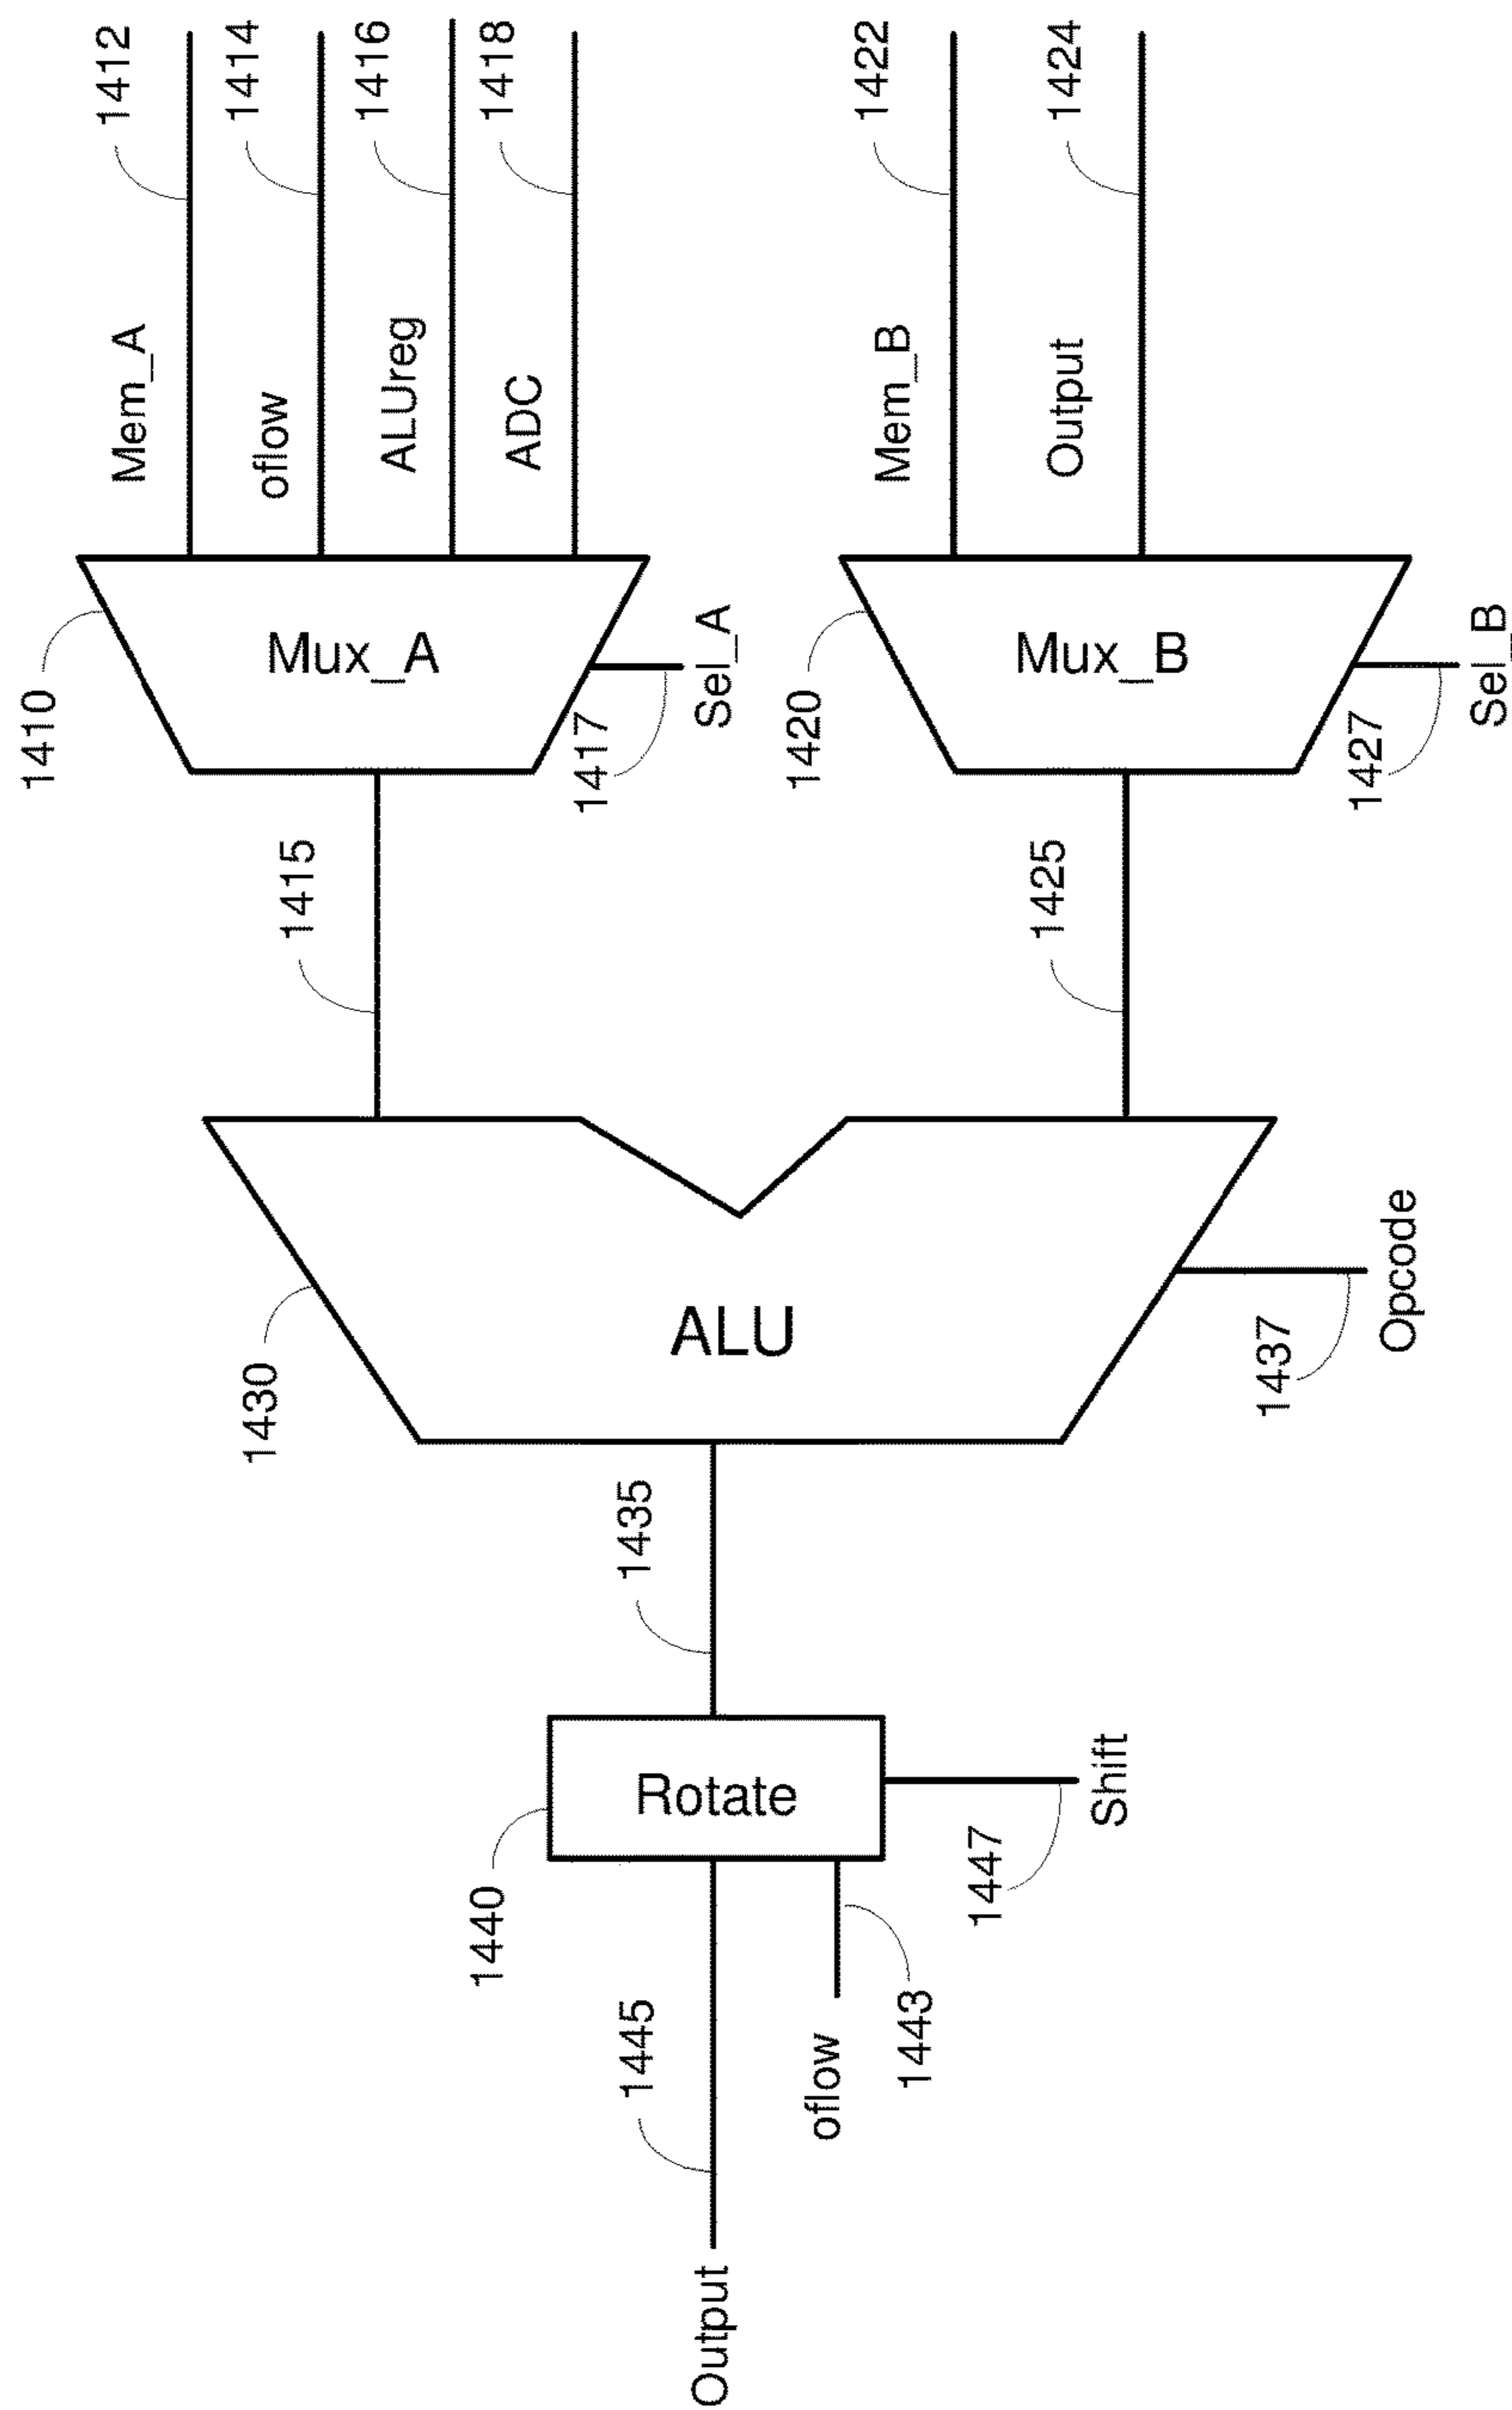 1412
Mem_A
1414
oflow
1416
ALUreg
1418
ADC
1410
Mux_A
1417
Sel_A
1415
1422
Mem_B
1424
Output
1420
Mux_B
1427
Sel_B
1425
1430
ALU
1437
Opcode
1435
1440
Rotate
1447
Shift
1445
Output
1443
oflow